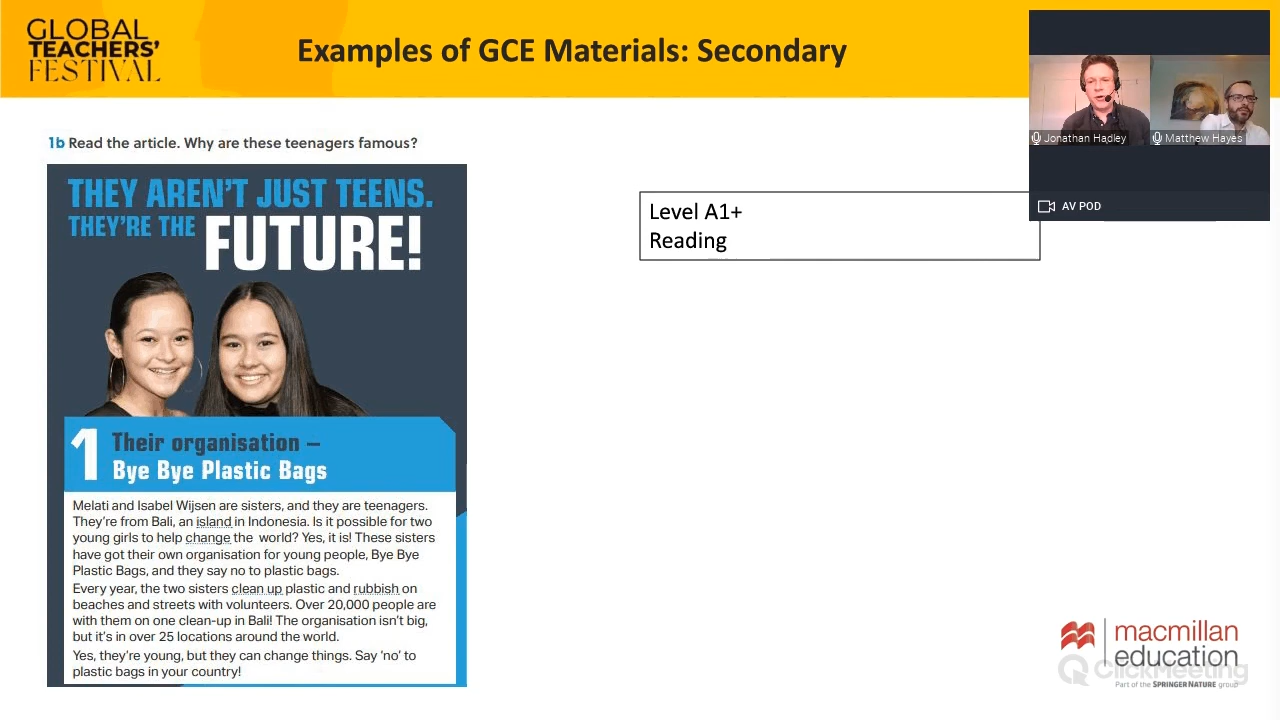 GLOBAL
TEACHERS'
FESTIVAL
Examples of GCE Materials: Secondary
Jonathan Hadley
Matthew Hayes
AV POD
1b Read the article. Why are these teenagers famous?
THEY AREN'T JUST TEENS.
THEY'RE THE FUTURE!
Level A1+
Reading
1 Their organisation –
Bye Bye Plastic Bags
Melati and Isabel Wijsen are sisters, and they are teenagers.
They're from Bali, an island in Indonesia. Is it possible for two
young girls to help change the world? Yes, it is! These sisters
have got their own organisation for young people, Bye Bye
Plastic Bags, and they say no to plastic bags.
Every year, the two sisters clean up plastic and rubbish on
beaches and streets with volunteers. Over 20,000 people are
with them on one clean-up in Bali! The organisation isn't big,
but it's in over 25 locations around the world.
Yes, they're young, but they can change things. Say 'no' to
plastic bags in your country!
macmillan
education
ClickMeeting
Part of the SPRINGER NATURE group